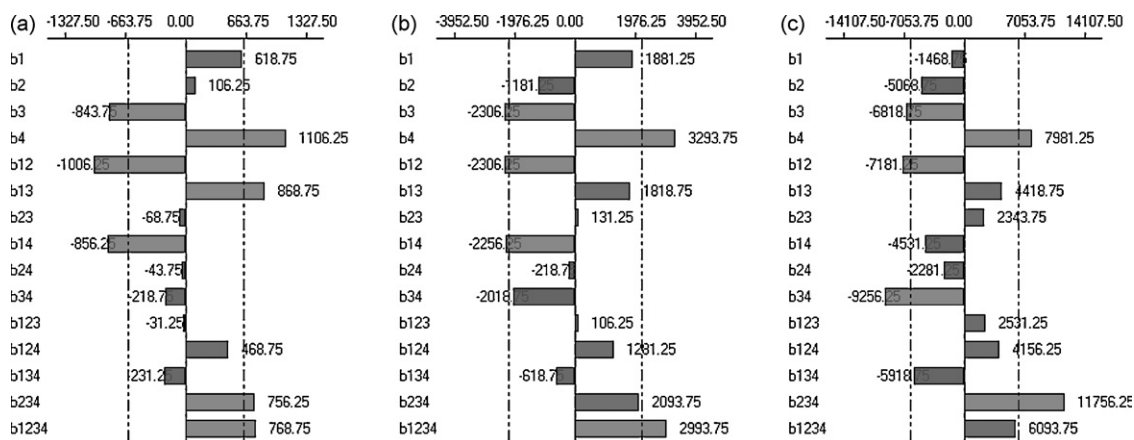 (a) -1327.50 -663.75 0.00 663.75 1327.50
b1 618.75
b2 106.25
b3 -843.75
b4 1106.25
b12 -1006.25
b13 868.75
b23 -68.75
b14 -856.25
b24 -43.75
b34 -218.75
b123 -31.25
b124 468.75
b134 -231.25
b234 756.25
b1234 768.75
(b) -3952.50 -1976.25 0.00 1976.25 3952.50
b1 1881.25
b2 -1181.25
b3 -2306.25
b4 3293.75
b12 -2306.25
b13 1818.75
b23 131.25
b14 -2256.25
b24 -218.7
b34 -2018.75
b123 106.25
b124 1281.25
b134 -618.75
b234 2093.75
b1234 2993.75
(c) -14107.50 -7053.75 0.00 7053.75 14107.50
b1 -1468.75
b2 -5068.75
b3 -6818.75
b4 7981.25
b12 -7181.25
b13 4418.75
b23 2343.75
b14 -4531.25
b24 -2281.25
b34 -9256.25
b123 2531.25
b124 4156.25
b134 -5918.75
b234 11756.25
b1234 6093.75